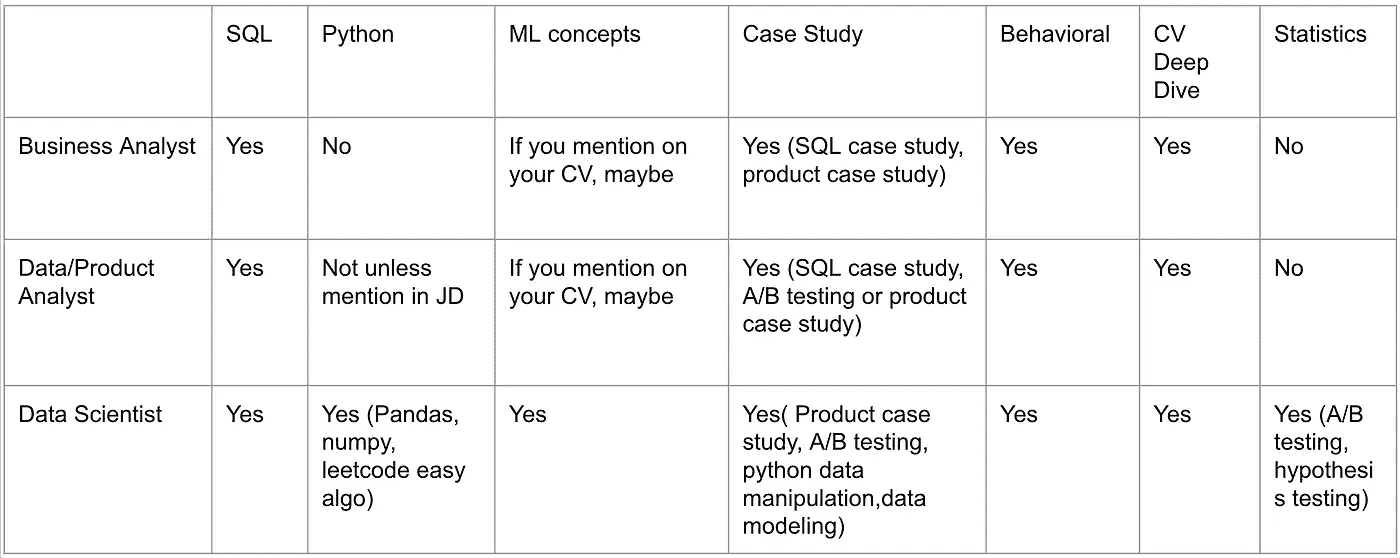 SQL Python ML concepts Case Study Behavioral CV Statistics
Deep
Dive
Business Analyst Yes No If you mention on Yes (SQL case study, Yes Yes No
your CV, maybe product case study)
Data/Product Yes Not unless If you mention on Yes (SQL case study, Yes Yes No
Analyst mention in JD your CV, maybe A/B testing or product
case study)
Data Scientist Yes Yes (Pandas, Yes Yes( Product case Yes Yes Yes (A/B
numpy, study, A/B testing, testing,
leetcode easy python data hypothesi
algo) manipulation,data s testing)
modeling)